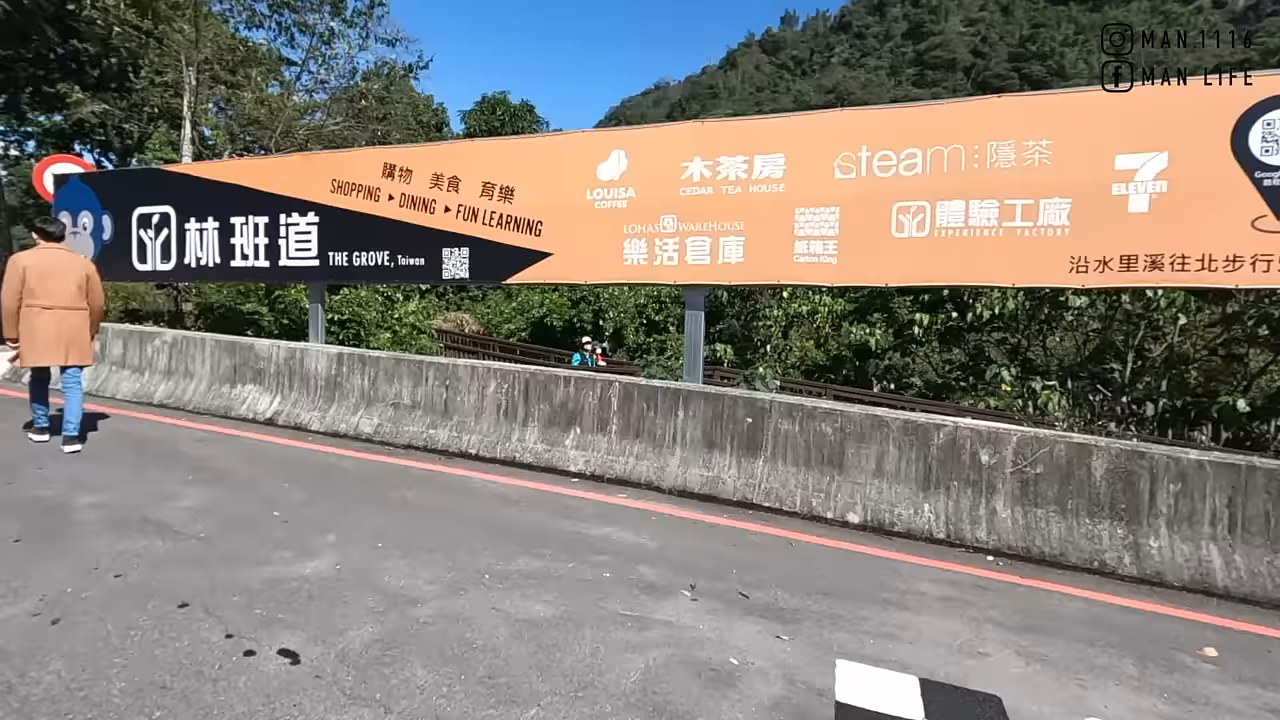 MAN.1116
MAN LIFE
購物 美食 育樂
SHOPPING ▸ DINING ▸ FUN LEARNING
林班道
THE GROVE, Taiwan
LOUISA
COFFEE
木茶房
CEDAR TEA HOUSE
steam:隱茶
7
ELEVEN
LOHAS WAREHOUSE
樂活倉庫
紙箱王
Carton King
體驗工廠
EXPERIENCE FACTORY
沿水里溪往北步行